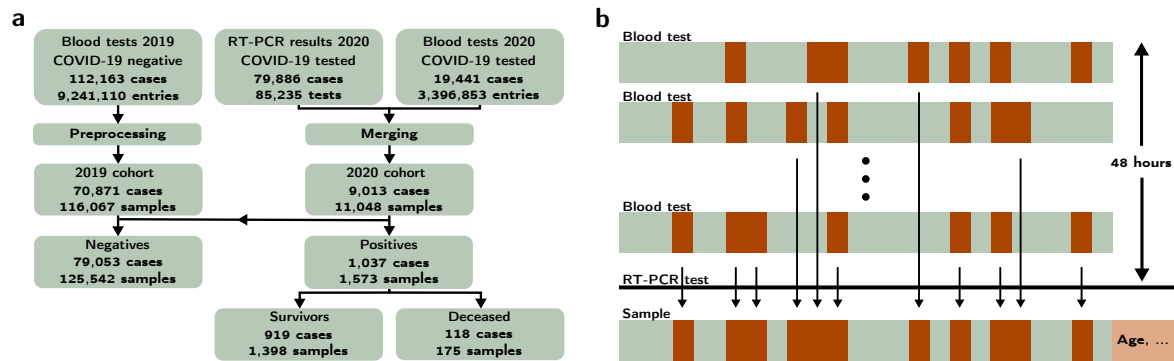 a
Blood tests 2019
COVID-19 negative
112,163 cases
9,241,110 entries
RT-PCR results 2020
COVID-19 tested
79,886 cases
85,235 tests
Blood tests 2020
COVID-19 tested
19,441 cases
3,396,853 entries
Preprocessing
Merging
2019 cohort
70,871 cases
116,067 samples
2020 cohort
9,013 cases
11,048 samples
Negatives
79,053 cases
125,542 samples
Positives
1,037 cases
1,573 samples
Survivors
919 cases
1,398 samples
Deceased
118 cases
175 samples
b
Blood test
Blood test
48 hours
Blood test
RT-PCR test
Sample
Age, ...